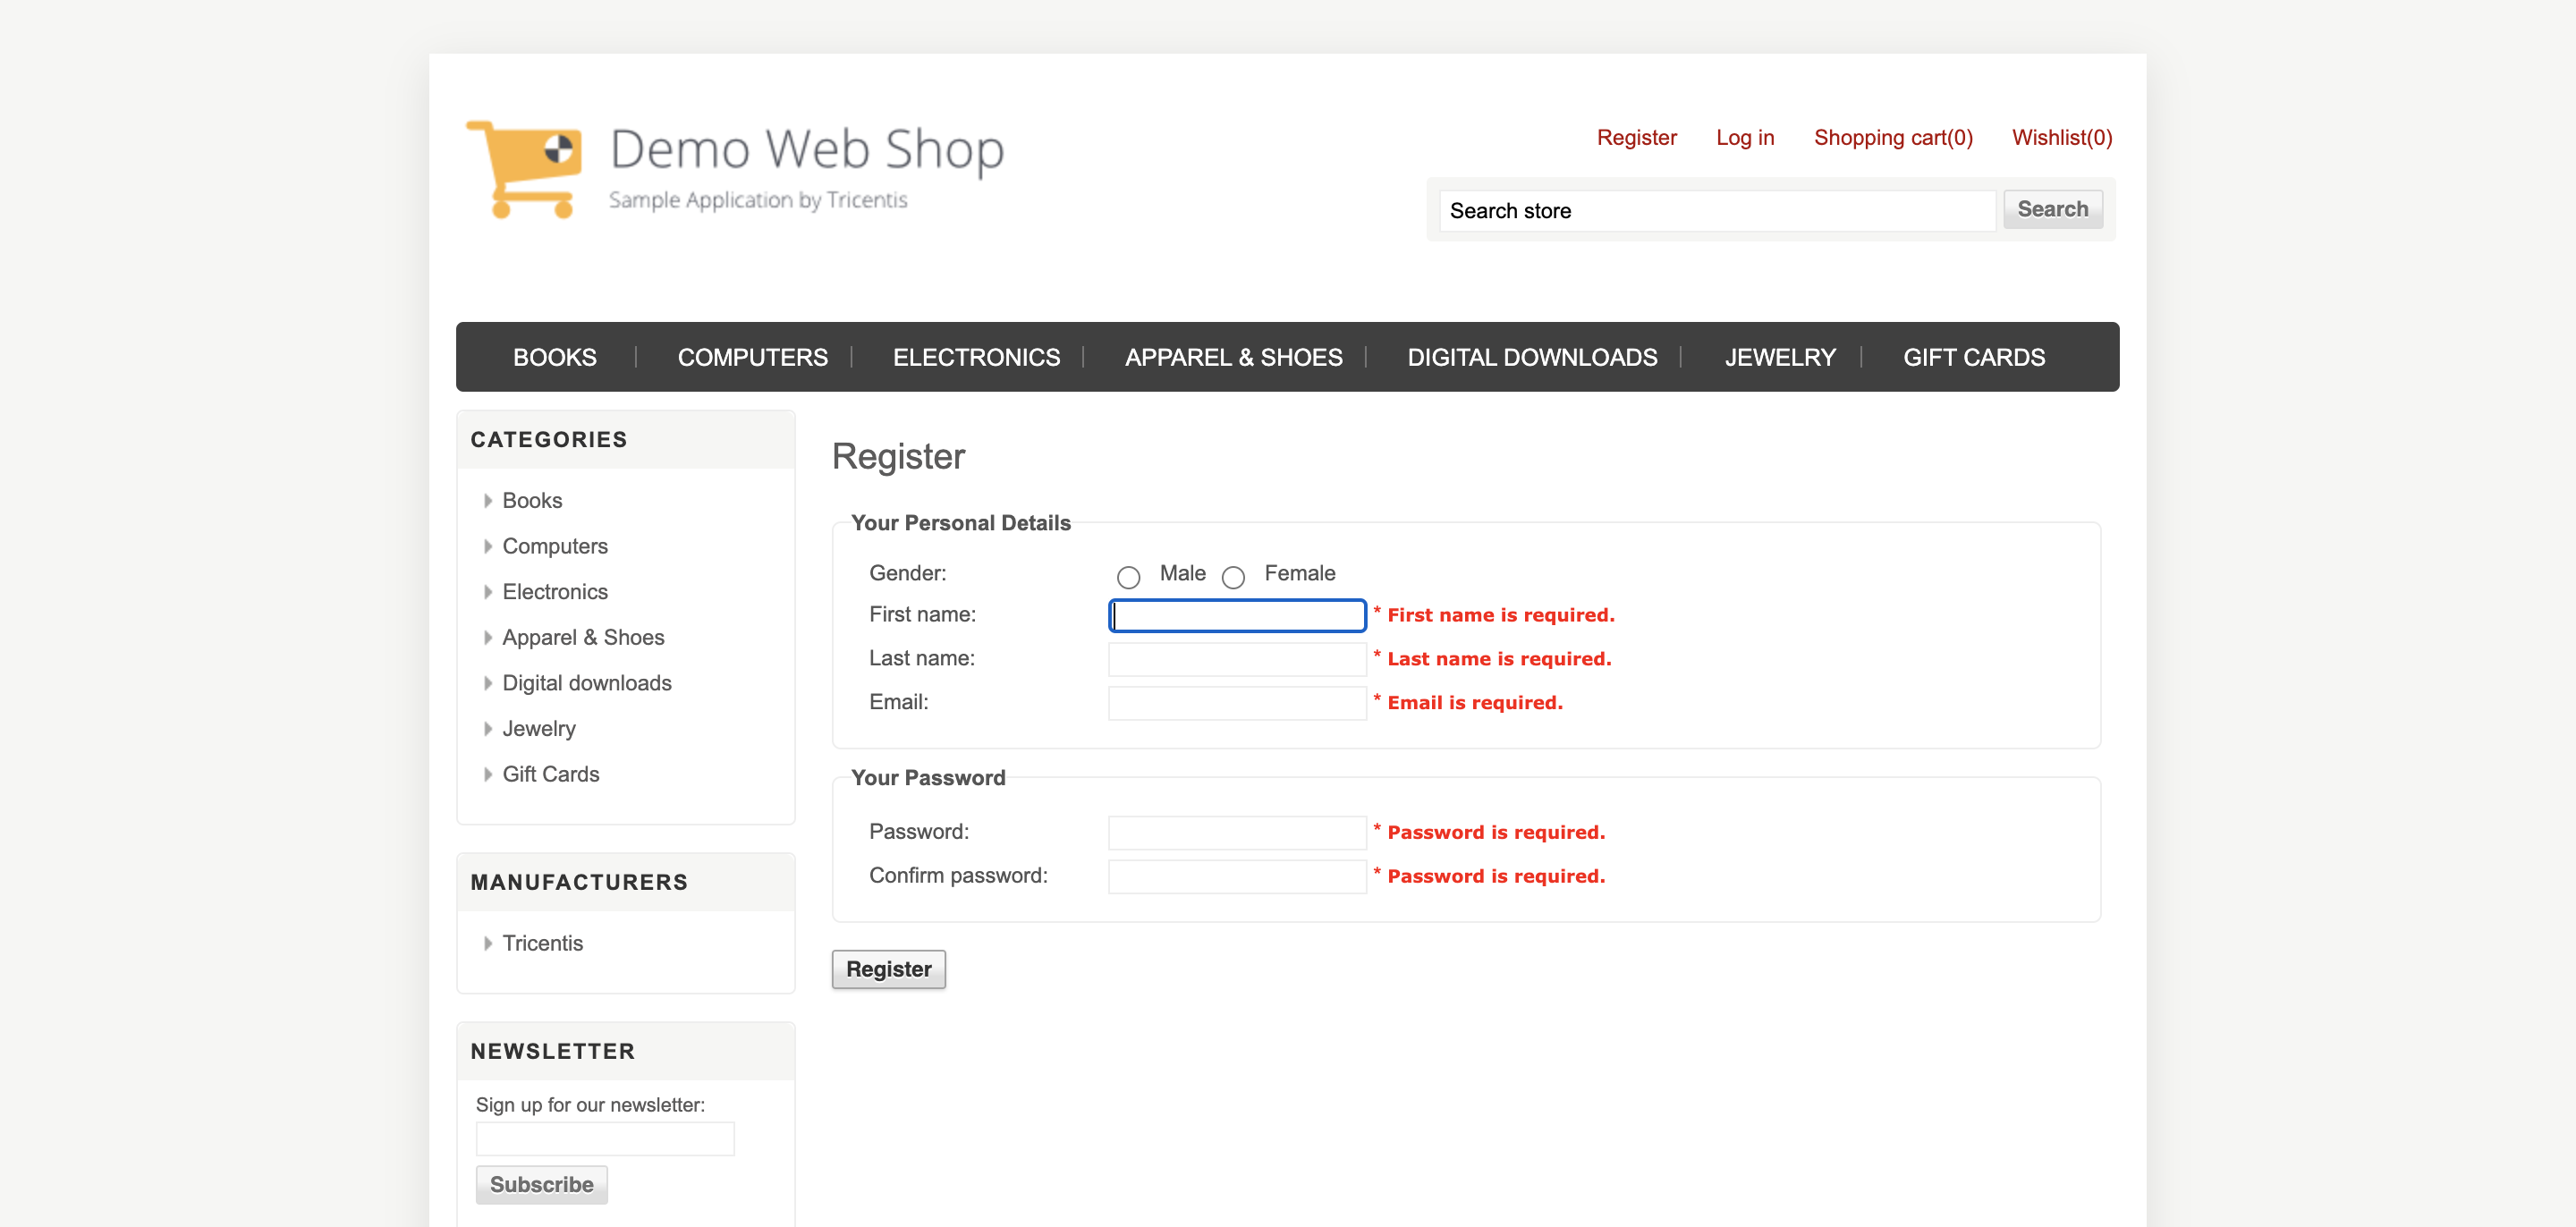 Demo Web Shop
Sample Application by Tricentis
Register Log in Shopping cart(0) Wishlist(0)
Search store Search
BOOKS COMPUTERS ELECTRONICS APPAREL & SHOES DIGITAL DOWNLOADS JEWELRY GIFT CARDS
CATEGORIES
Books
Computers
Electronics
Apparel & Shoes
Digital downloads
Jewelry
Gift Cards
MANUFACTURERS
Tricentis
NEWSLETTER
Sign up for our newsletter:
Subscribe
Register
Your Personal Details
Gender: Male Female
First name: * First name is required.
Last name: * Last name is required.
Email: * Email is required.
Your Password
Password: * Password is required.
Confirm password: * Password is required.
Register